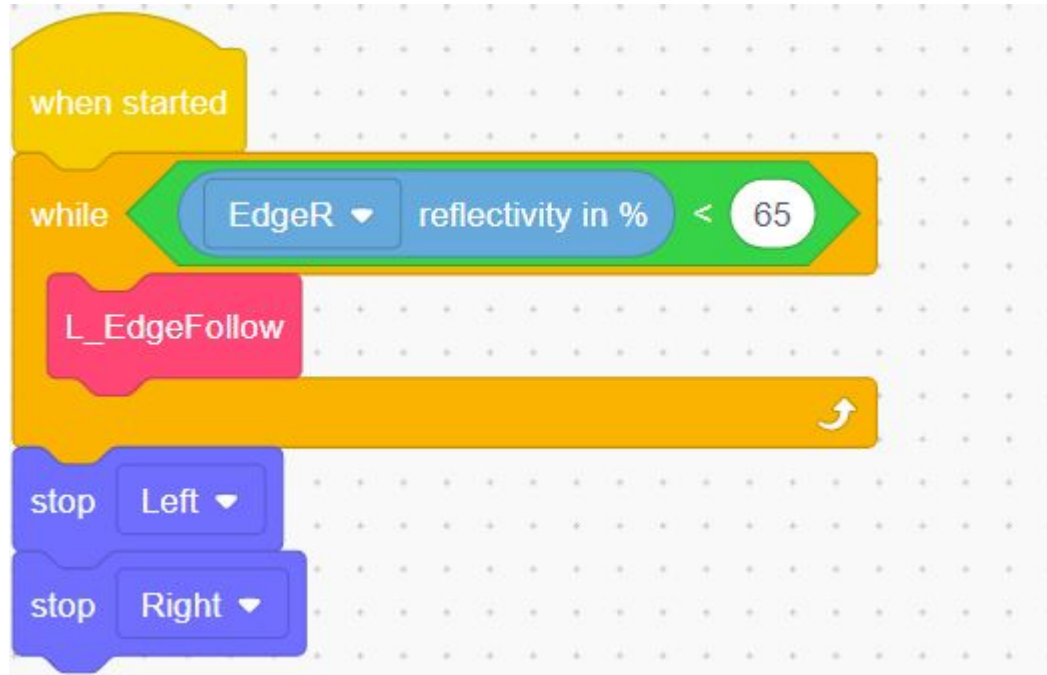 when started
while EdgeR reflectivity in % < 65
L_EdgeFollow
stop Left
stop Right